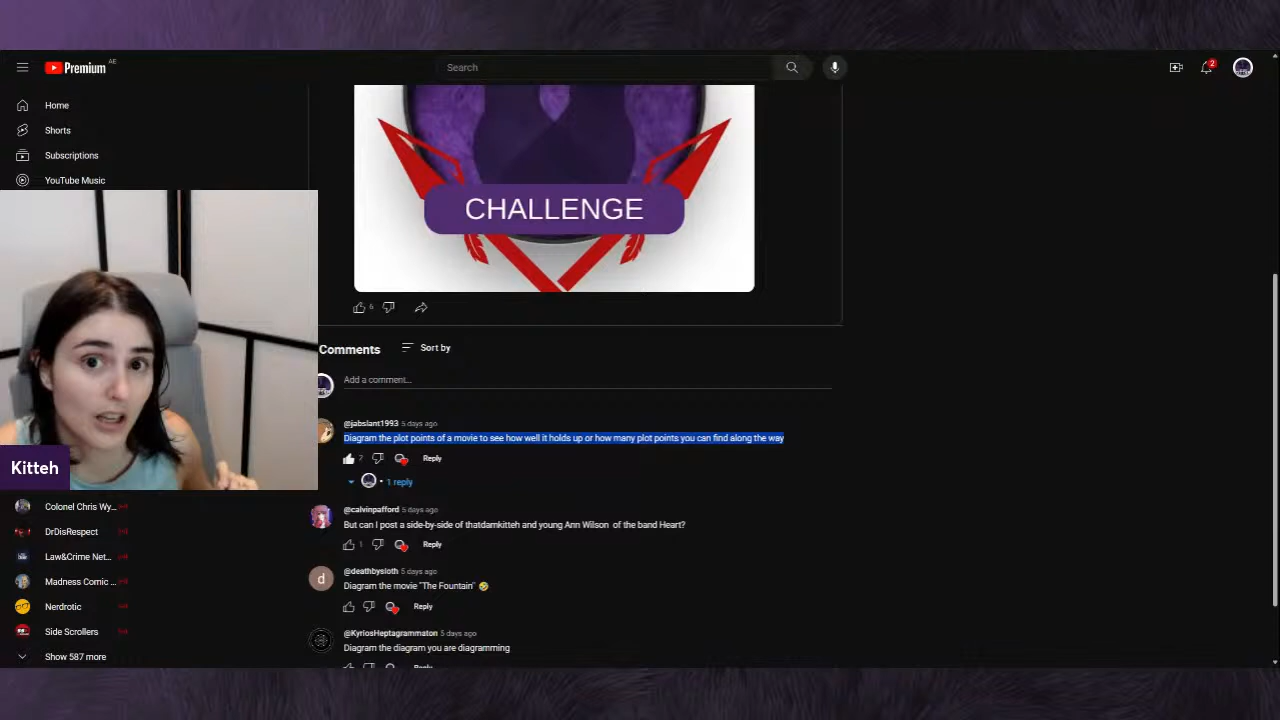 Premium AE
Search
2
Home
Shorts
Subscriptions
YouTube Music
CHALLENGE
6
Comments
Sort by
Add a comment...
@jabslant1993 5 days ago
Diagram the plot points of a movie to see how well it holds up or how many plot points you can find along the way
2 Reply
1 reply
Kitteh
@calvinpafford 5 days ago
But can I post a side-by-side of thatdamkitteh and young Ann Wilson of the band Heart?
1 Reply
@deathbysloth 5 days ago
d
Diagram the movie "The Fountain" 🤣
Reply
@KyriosHeptagrammaton 5 days ago
Diagram the diagram you are diagramming
Colonel Chris Wy...
DrDisRespect
Law&Crime Net...
Madness Comic ...
Nerdrotic
Side Scrollers
Show 587 more